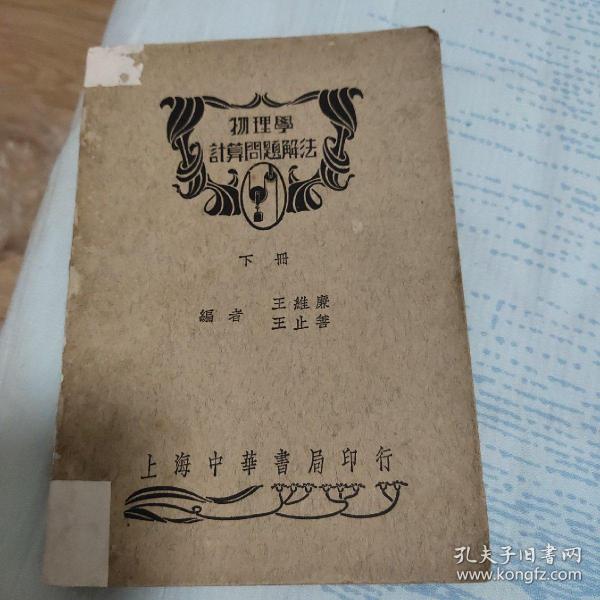 物理學
計算問題解法
下冊
編者 王維廉
王止善
上海中華書局印行
孔夫子旧书网
www.kongfz.com